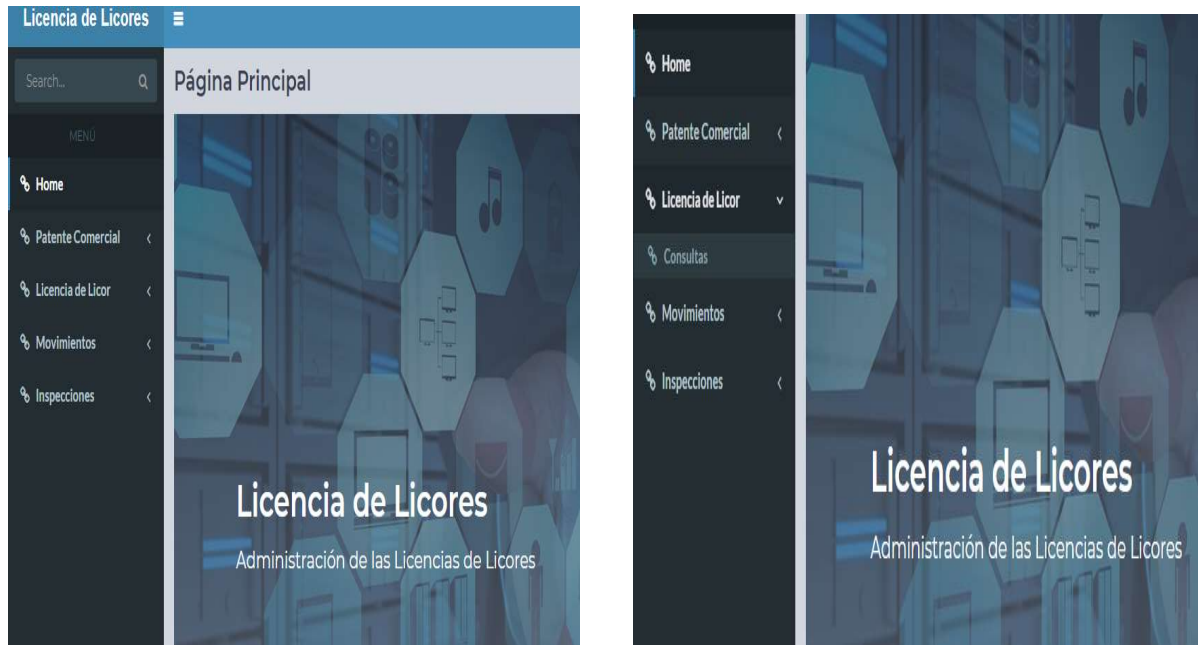 Licencia de Licores
Search...
Página Principal
MENÚ
Home
Patente Comercial
Licencia de Licor
Movimientos
Inspecciones
Licencia de Licores
Administración de las Licencias de Licores
Home
Patente Comercial
Licencia de Licor
Consultas
Movimientos
Inspecciones
Licencia de Licores
Administración de las Licencias de Licores